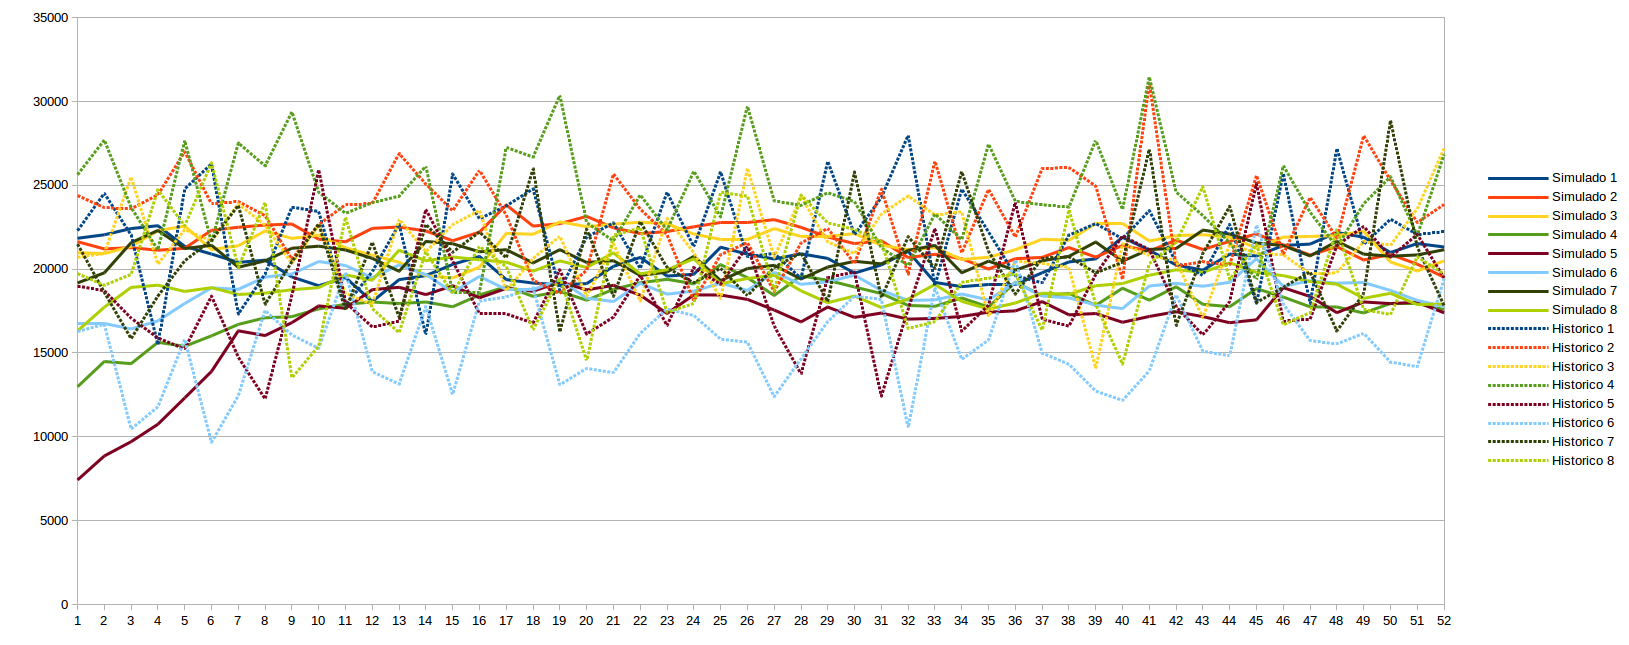 35000
30000
25000
20000
15000
10000
5000
0
1 2 3 4 5 6 7 8 9 10 11 12 13 14 15 16 17 18 19 20 21 22 23 24 25 26 27 28 29 30 31 32 33 34 35 36 37 38 39 40 41 42 43 44 45 46 47 48 49 50 51 52
Simulado 1
Simulado 2
Simulado 3
Simulado 4
Simulado 5
Simulado 6
Simulado 7
Simulado 8
Historico 1
Historico 2
Historico 3
Historico 4
Historico 5
Historico 6
Historico 7
Historico 8